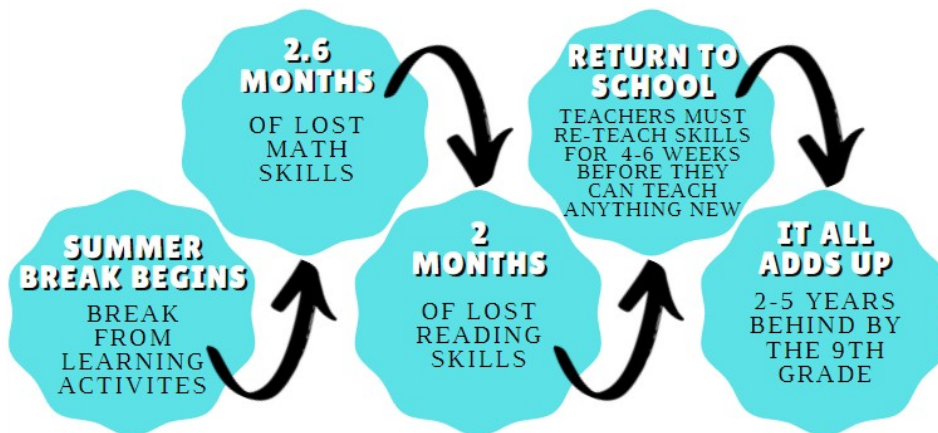 SUMMER
BREAK BEGINS
BREAK
FROM
LEARNING
ACTIVITES
2.6
MONTHS
OF LOST
MATH
SKILLS
2
MONTHS
OF LOST
READING
SKILLS
RETURN TO
SCHOOL
TEACHERS MUST
RE-TEACH SKILLS
FOR 4-6 WEEKS
BEFORE THEY
CAN TEACH
ANYTHING NEW
IT ALL
ADDS UP
2-5 YEARS
BEHIND BY
THE 9TH
GRADE